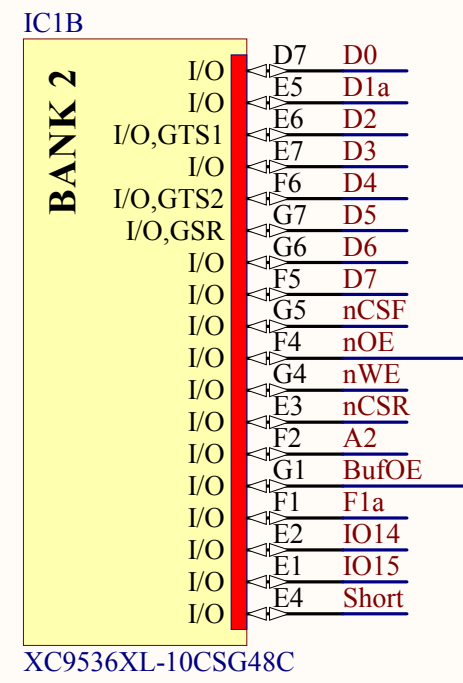 IC1B
BANK 2
I/O D7 D0
I/O E5 D1a
I/O,GTS1 E6 D2
I/O E7 D3
I/O,GTS2 F6 D4
I/O,GSR G7 D5
I/O G6 D6
I/O F5 D7
I/O G5 nCSF
I/O F4 nOE
I/O G4 nWE
I/O E3 nCSR
I/O F2 A2
I/O G1 BufOE
I/O F1 F1a
I/O E2 IO14
I/O E1 IO15
I/O E4 Short
XC9536XL-10CSG48C